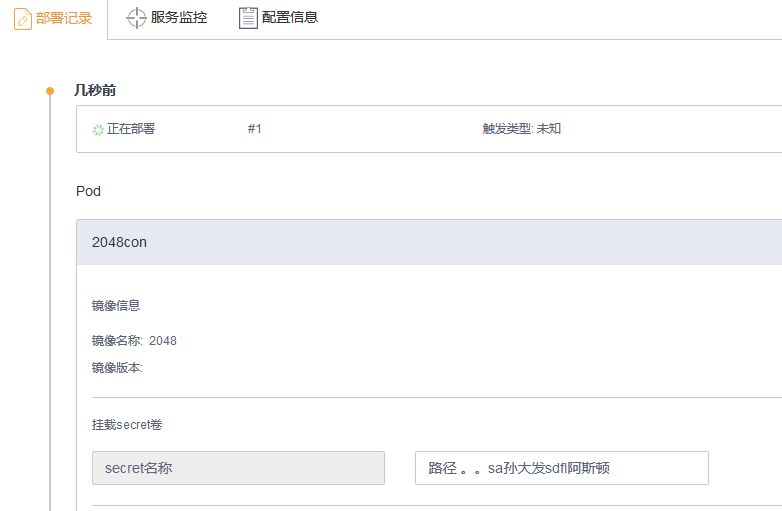 部署记录 服务监控 配置信息
几秒前
正在部署 #1 触发类型: 未知
Pod
2048con
镜像信息
镜像名称: 2048
镜像版本:
挂载secret卷
secret名称 路径 。。sa孙大发sdfl阿斯顿